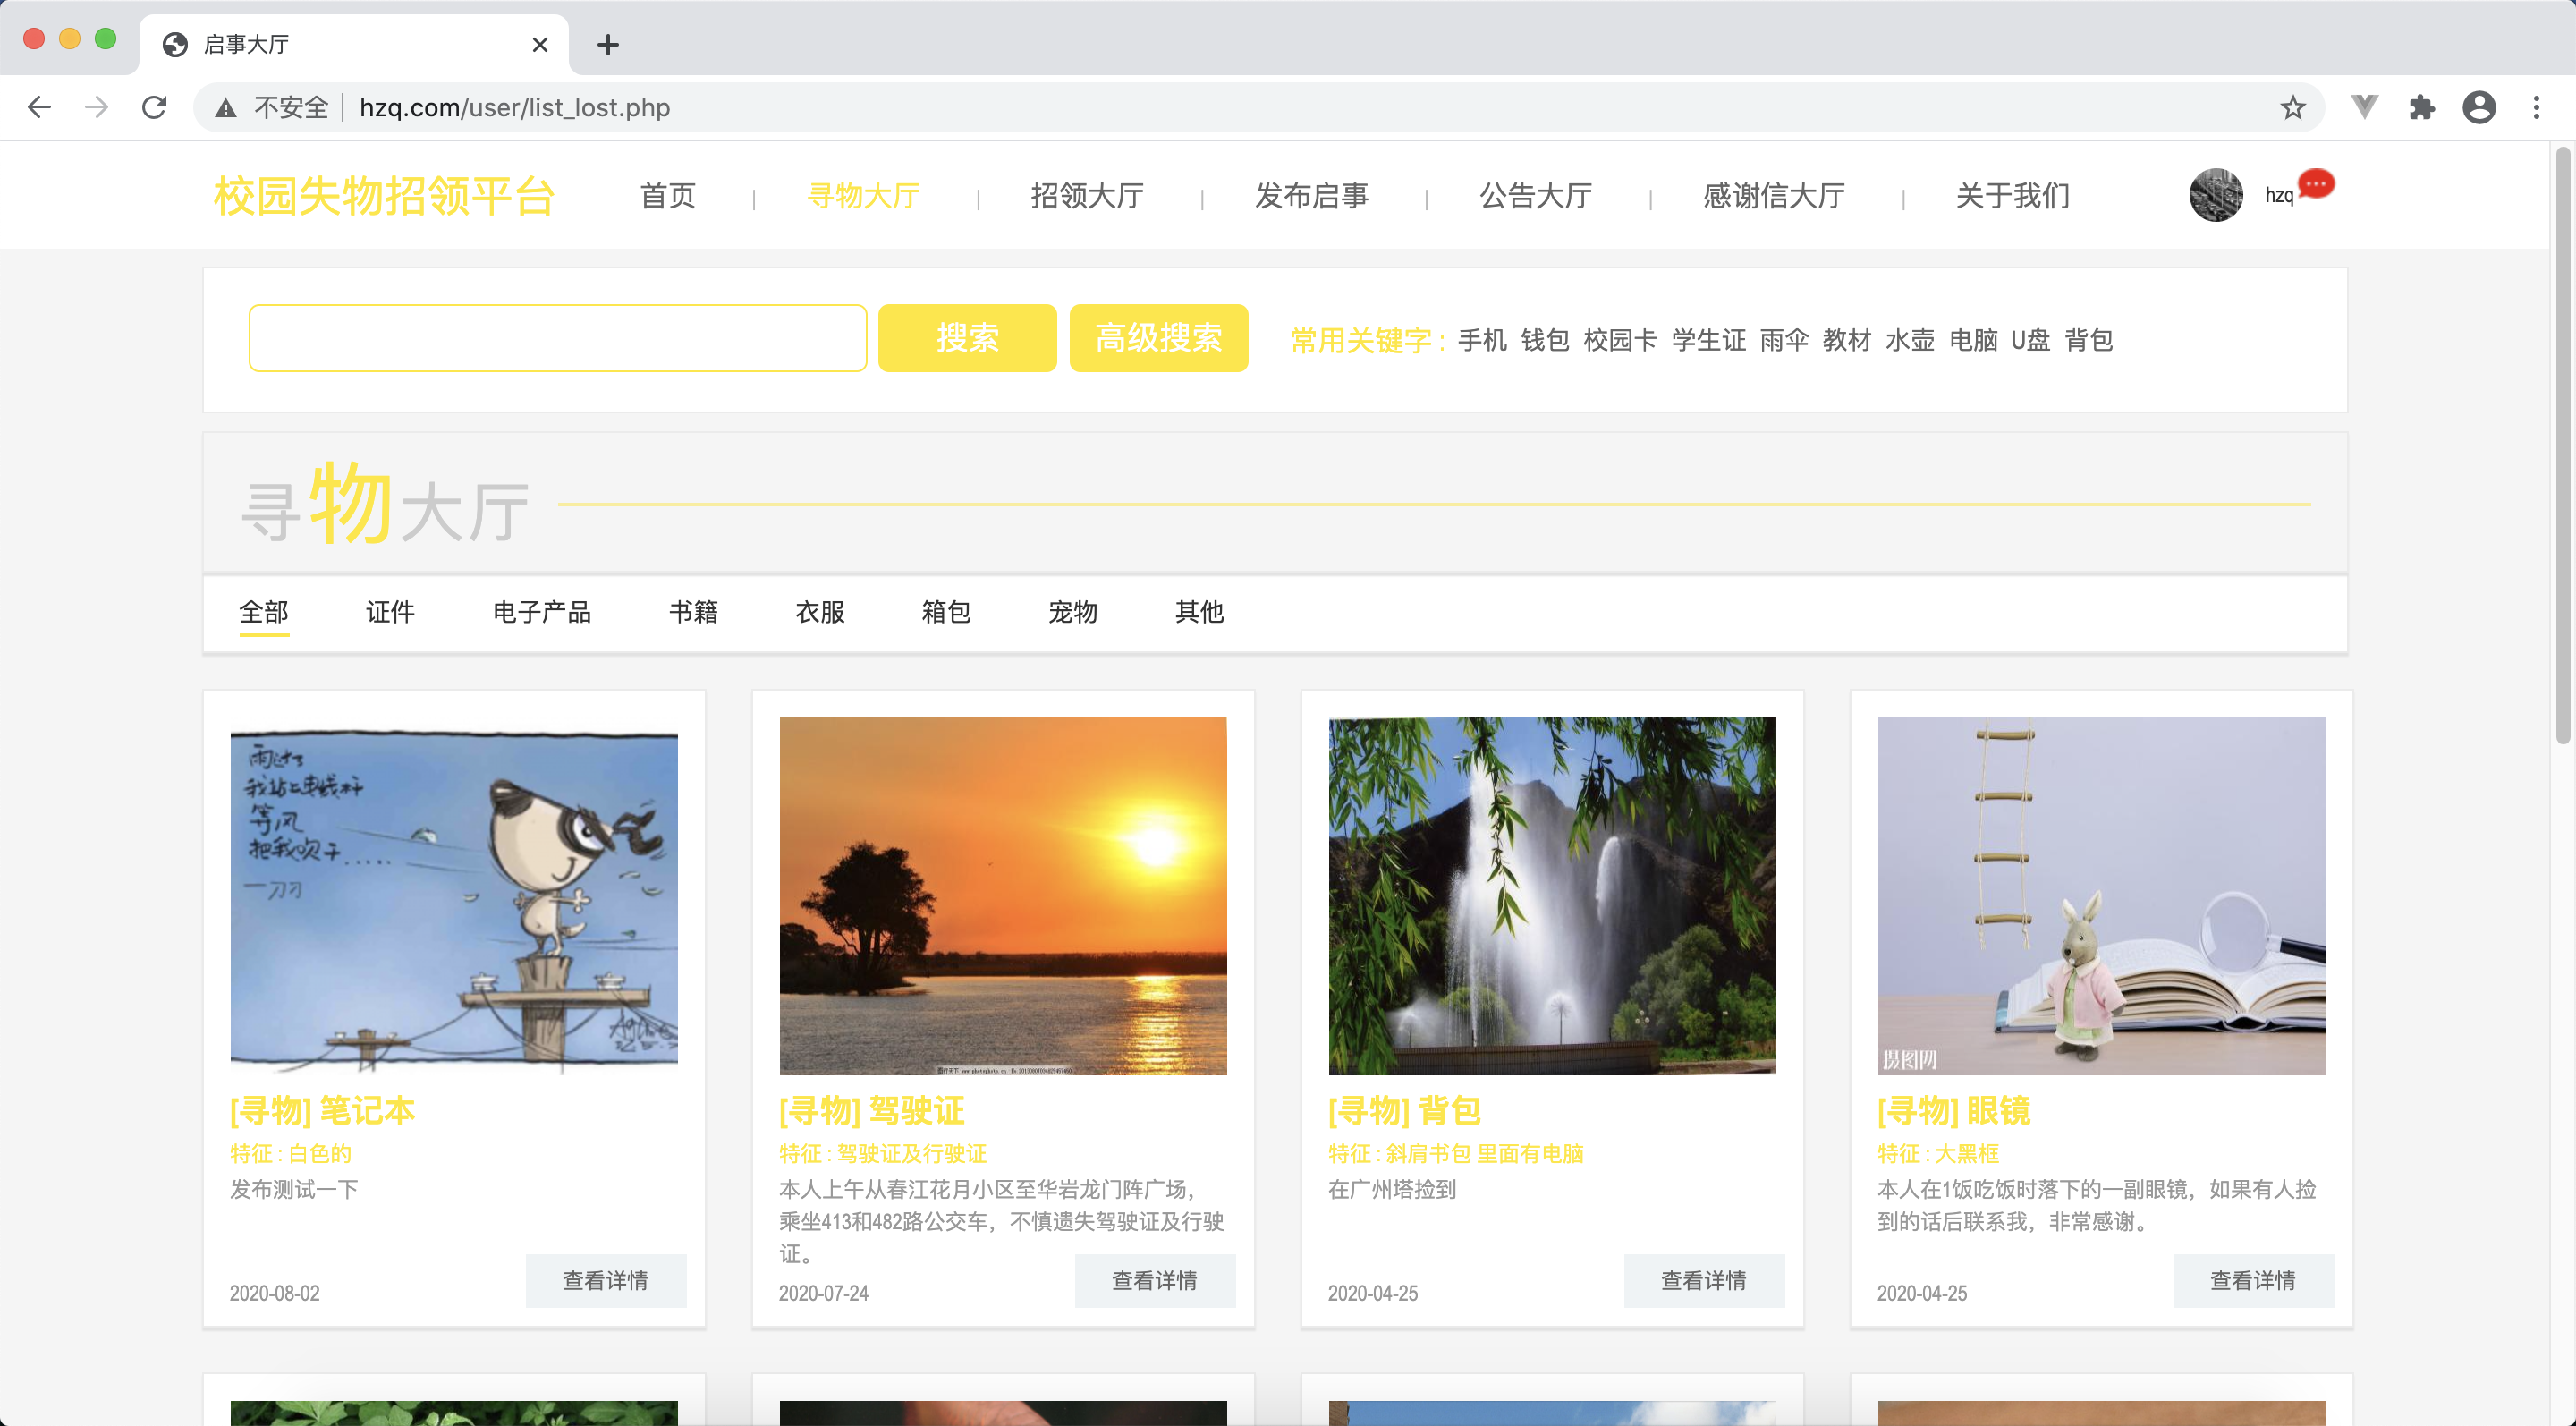 启事大厅
不安全 hzq.com/user/list_lost.php
校园失物招领平台 首页 | 寻物大厅 | 招领大厅 | 发布启事 | 公告大厅 | 感谢信大厅 | 关于我们 hzq
搜索 高级搜索 常用关键字 : 手机 钱包 校园卡 学生证 雨伞 教材 水壶 电脑 U盘 背包
寻物大厅
全部 证件 电子产品 书籍 衣服 箱包 宠物 其他
雨过了
我站在电线杆
等风
把我吹干......
一刀刀
[寻物] 笔记本
特征 : 白色的
发布测试一下
2020-08-02 查看详情
[寻物] 驾驶证
特征 : 驾驶证及行驶证
本人上午从春江花月小区至华岩龙门阵广场，
乘坐413和482路公交车，不慎遗失驾驶证及行驶
证。
2020-07-24 查看详情
[寻物] 背包
特征 : 斜肩书包 里面有电脑
在广州塔捡到
2020-04-25 查看详情
摄图网
[寻物] 眼镜
特征 : 大黑框
本人在1饭吃饭时落下的一副眼镜，如果有人捡
到的话后联系我，非常感谢。
2020-04-25 查看详情